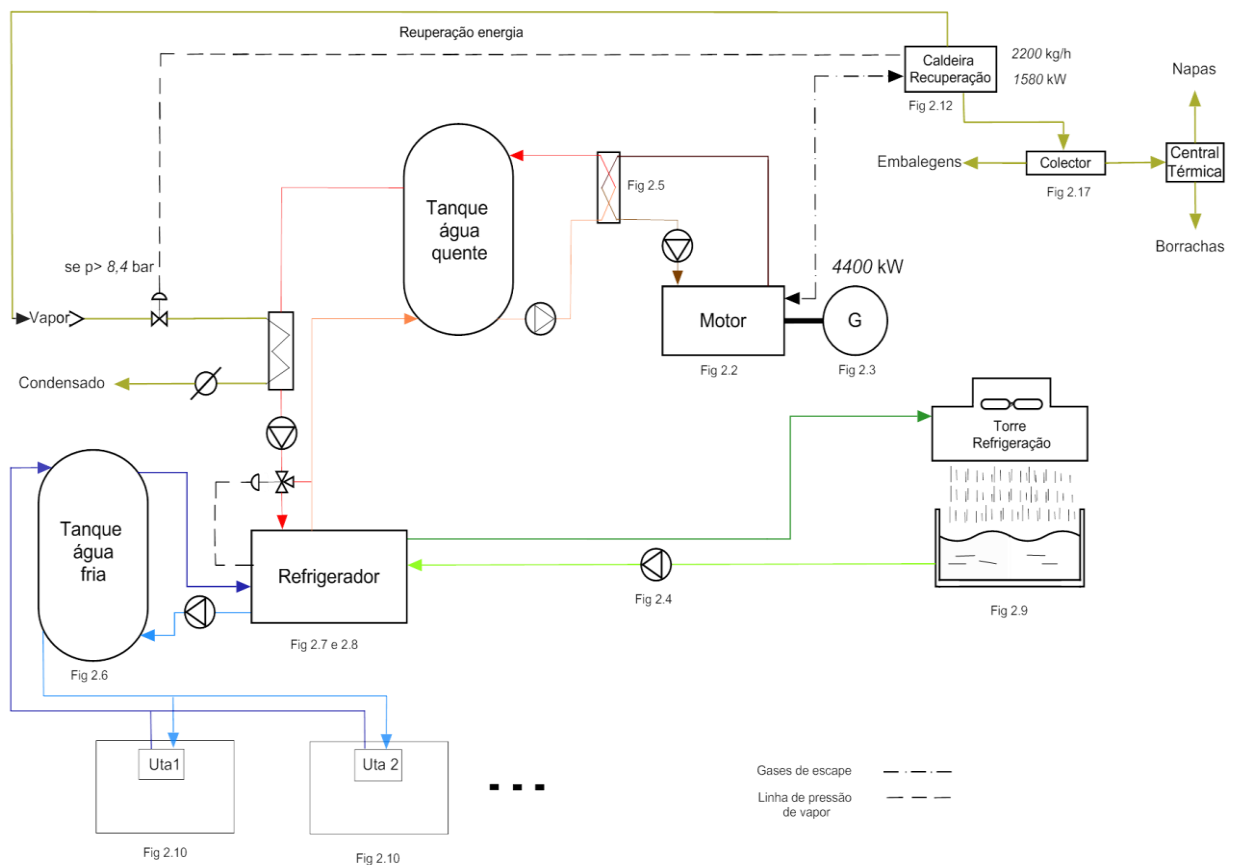 Reuperação energia
Caldeira
Recuperação
2200 kg/h
1580 kW
Fig 2.12
Napas
Embalegens
Colector
Fig 2.17
Central
Térmica
Borrachas
Tanque
água
quente
Fig 2.5
se p> 8,4 bar
Vapor
Condensado
Motor
Fig 2.2
4400 kW
G
Fig 2.3
Torre
Refrigeração
Fig 2.9
Tanque
água
fria
Fig 2.6
Refrigerador
Fig 2.7 e 2.8
Fig 2.4
Uta1
Fig 2.10
Uta 2
Fig 2.10
Gases de escape
Linha de pressão
de vapor